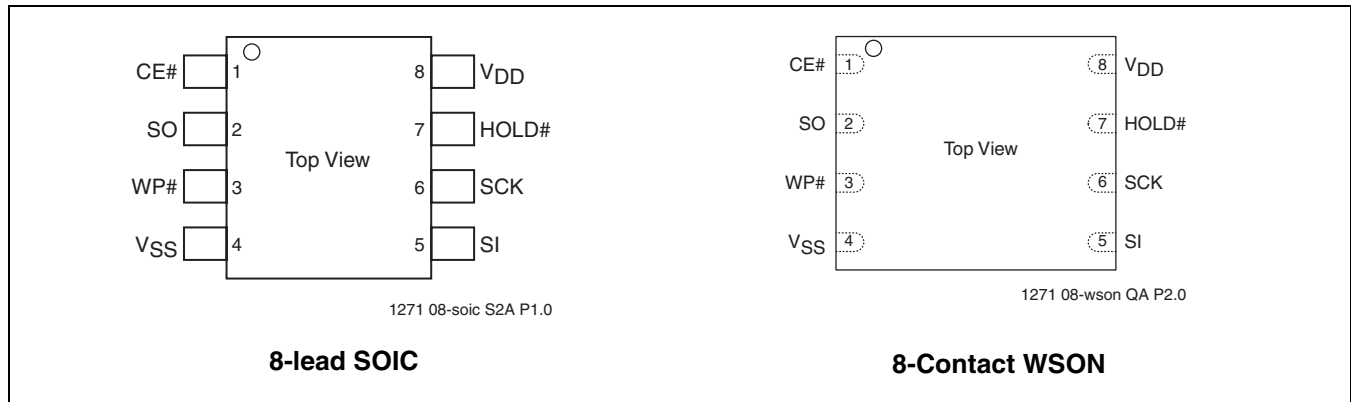 CE# 1 8 VDD
SO 2 7 HOLD#
Top View
WP# 3 6 SCK
VSS 4 5 SI
1271 08-soic S2A P1.0
8-lead SOIC
CE# 1 8 VDD
SO 2 7 HOLD#
Top View
WP# 3 6 SCK
VSS 4 5 SI
1271 08-wson QA P2.0
8-Contact WSON